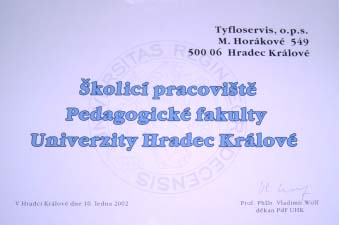 Tyfloservis, o.p.s.
M. Horákové 549
500 06 Hradec Králové
Školicí pracoviště
Pedagogické fakulty
Univerzity Hradec Králové
V Hradci Králové dne 10. ledna 2002
Prof. PhDr. Vladimír Wolf
děkan PdF UHK